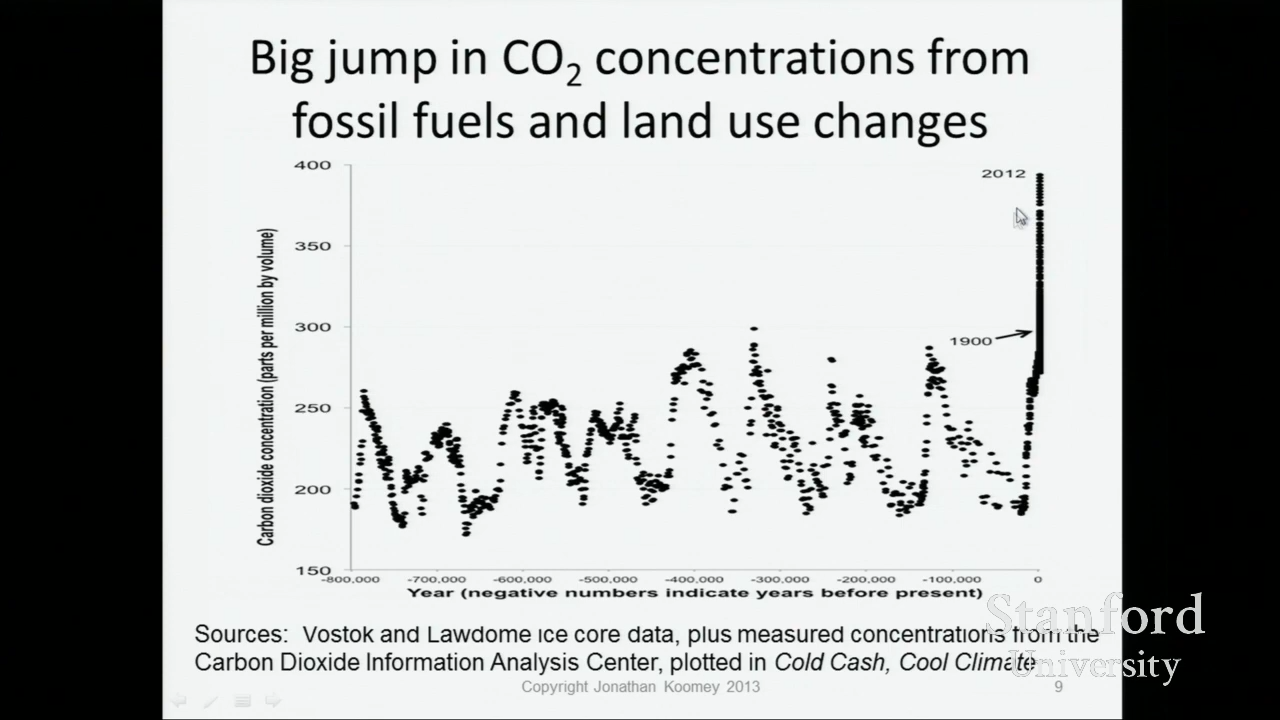 Big jump in CO₂ concentrations from
fossil fuels and land use changes
Carbon dioxide concentration (parts per million by volume)
400
350
300
250
200
150
2012
1900
-800,000 -700,000 -600,000 -500,000 -400,000 -300,000 -200,000 -100,000 0
Year (negative numbers indicate years before present)
Sources: Vostok and Lawdome ice core data, plus measured concentrations from the
Carbon Dioxide Information Analysis Center, plotted in Cold Cash, Cool Climate
Copyright Jonathan Koomey 2013
9
Stanford
University